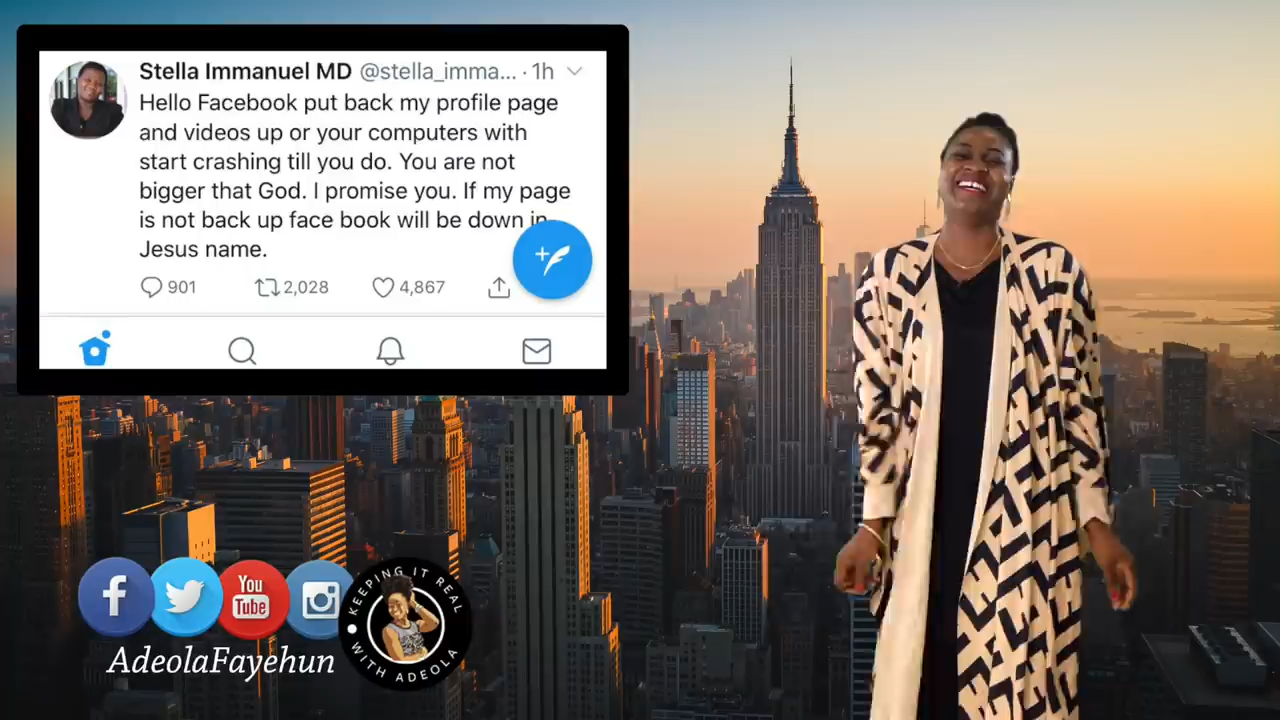 Stella Immanuel MD @stella_imma... · 1h
Hello Facebook put back my profile page
and videos up or your computers with
start crashing till you do. You are not
bigger that God. I promise you. If my page
is not back up face book will be down in
Jesus name.
901 2,028 4,867
f You Tube
AdeolaFayehun
KEEPING IT REAL
WITH ADEOLA